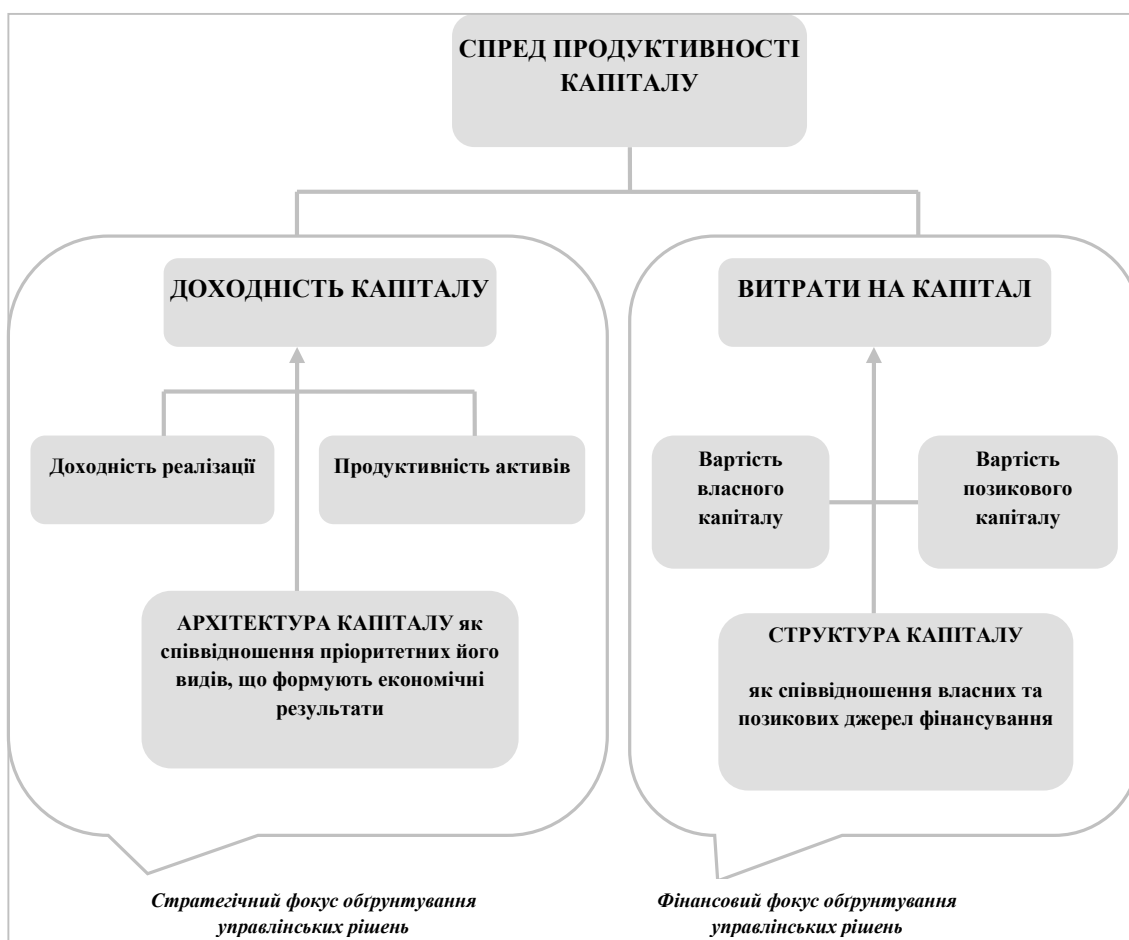 СПРЕД ПРОДУКТИВНОСТІ
КАПІТАЛУ
ДОХОДНІСТЬ КАПІТАЛУ
ВИТРАТИ НА КАПІТАЛ
Доходність реалізації
Продуктивність активів
Вартість
власного
капіталу
Вартість
позикового
капіталу
АРХІТЕКТУРА КАПІТАЛУ як
співвідношення пріоритетних його
видів, що формують економічні
результати
СТРУКТУРА КАПІТАЛУ
як співвідношення власних та
позикових джерел фінансування
Стратегічний фокус обґрунтування
управлінських рішень
Фінансовий фокус обґрунтування
управлінських рішень